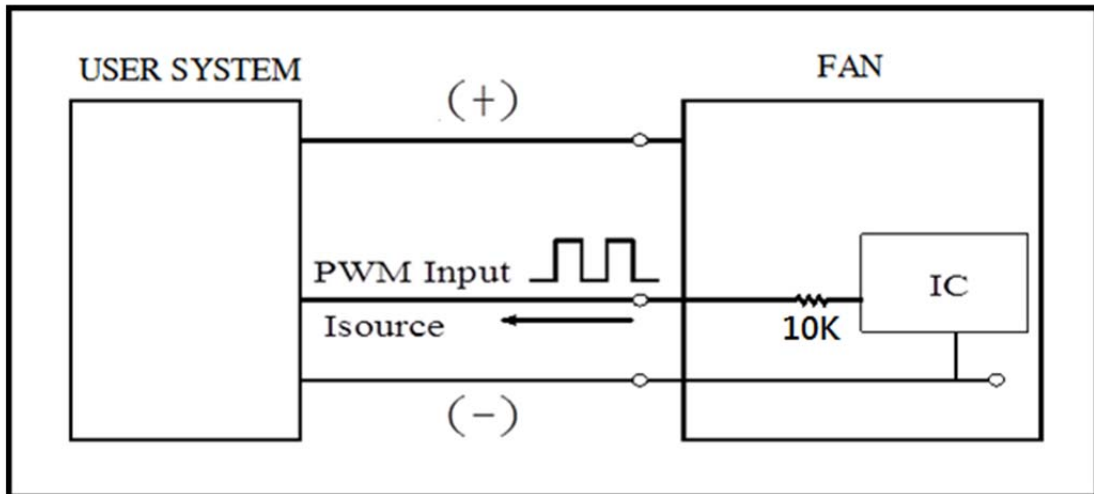 USER SYSTEM
FAN
(+)
PWM Input
IC
Isource
10K
(-)